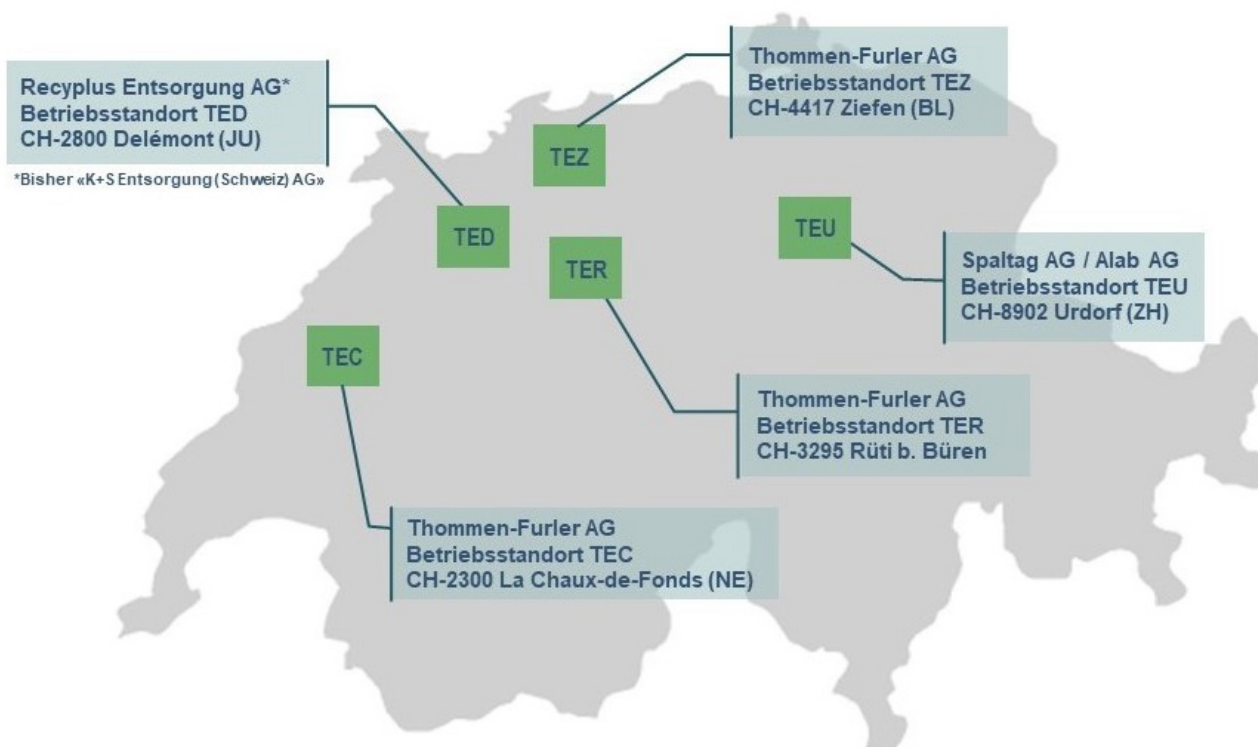 Recyplus Entsorgung AG*
Betriebsstandort TED
CH-2800 Delémont (JU)
*Bisher «K+S Entsorgung (Schweiz) AG»
Thommen-Furler AG
Betriebsstandort TEZ
CH-4417 Ziefen (BL)
TEZ
TED
TER
TEU
Spaltag AG / Alab AG
Betriebsstandort TEU
CH-8902 Urdorf (ZH)
TEC
Thommen-Furler AG
Betriebsstandort TER
CH-3295 Rüti b. Büren
Thommen-Furler AG
Betriebsstandort TEC
CH-2300 La Chaux-de-Fonds (NE)